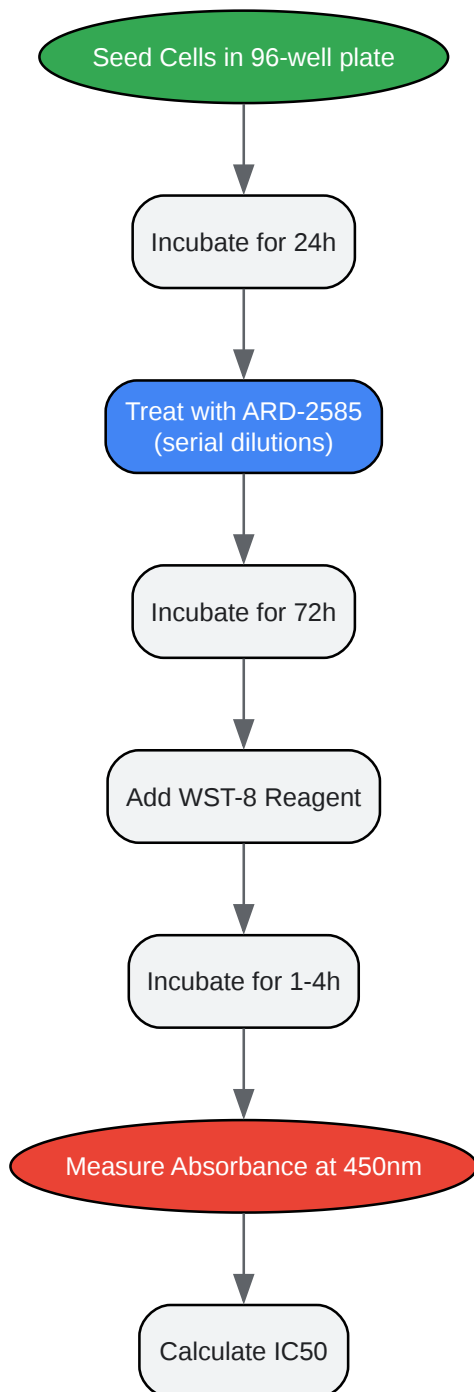 Seed Cells in 96-well plate
Incubate for 24h
Treat with ARD-2585
(serial dilutions)
Incubate for 72h
Add WST-8 Reagent
Incubate for 1-4h
Measure Absorbance at 450nm
Calculate IC50